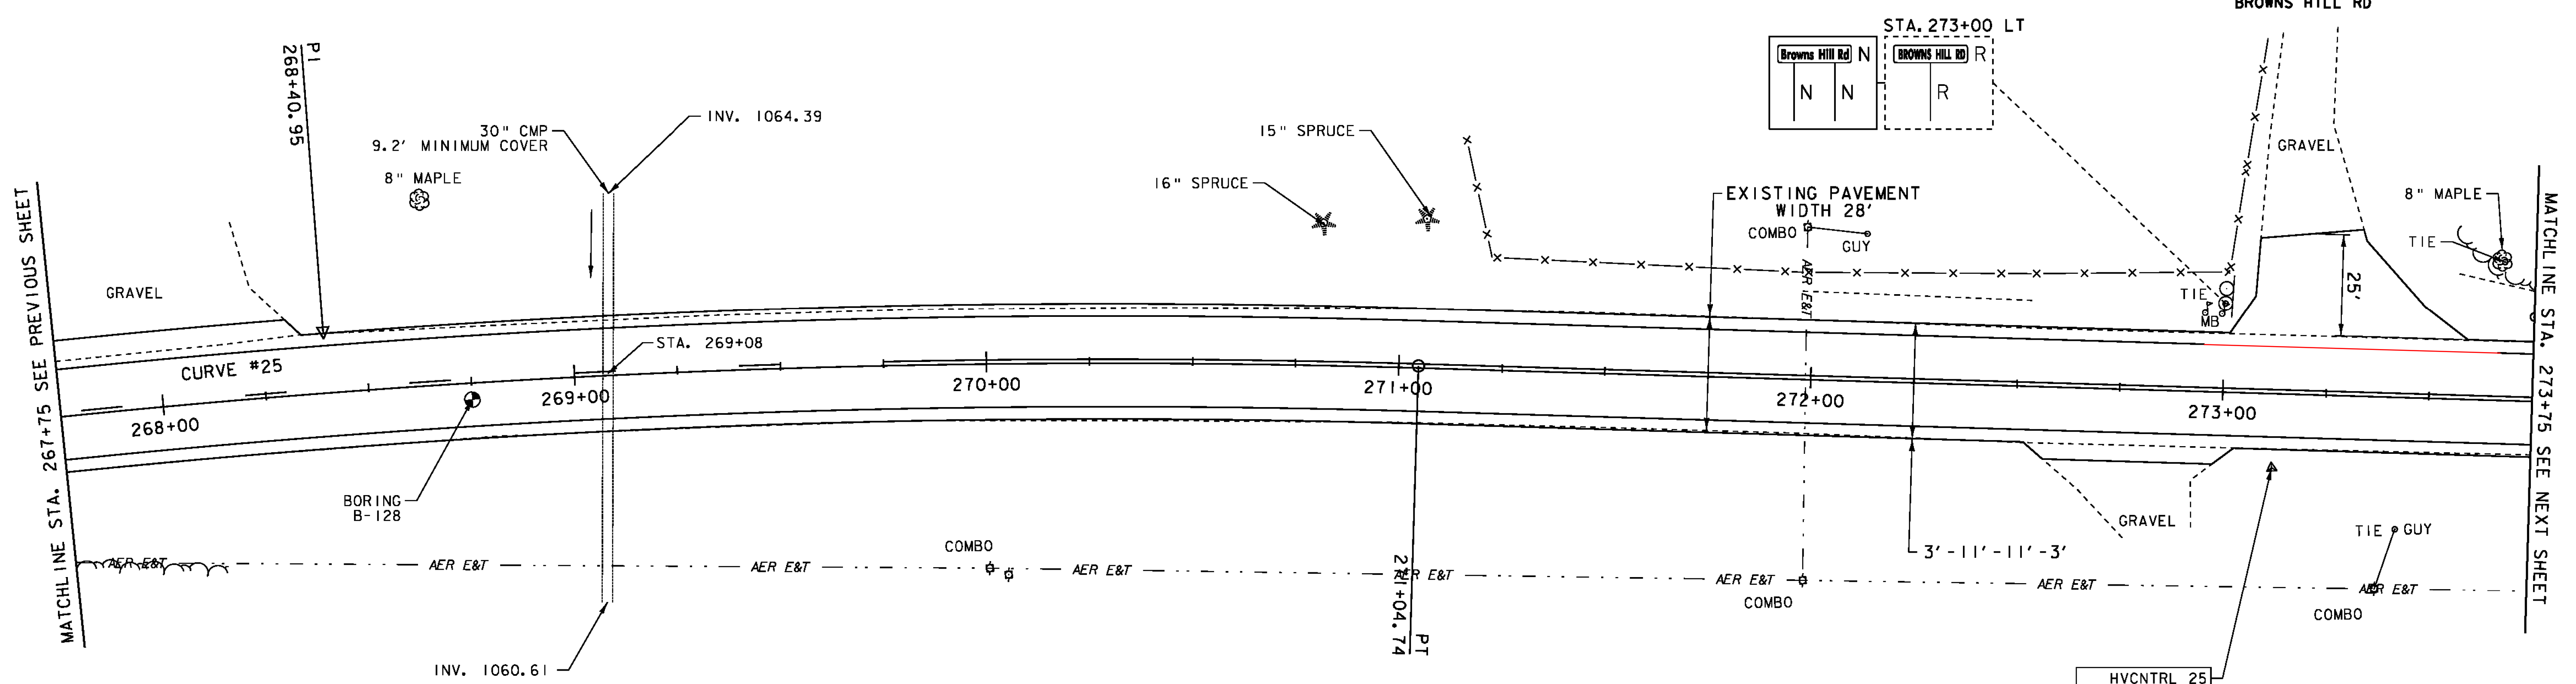 BROWNS HILL RD
STA. 273+00 LT
Browns Hill Rd N
BROWNS HILL RD R
N N
R
PI
268+40.95
30" CMP
9.2' MINIMUM COVER
INV. 1064.39
8" MAPLE
15" SPRUCE
16" SPRUCE
EXISTING PAVEMENT
WIDTH 28'
COMBO
GUY
AER E&T
GRAVEL
8" MAPLE
TIE
TIE
MB
25'
GRAVEL
MATCHLINE STA. 267+75 SEE PREVIOUS SHEET
MATCHLINE STA. 273+75 SEE NEXT SHEET
CURVE #25
STA. 269+08
268+00
269+00
270+00
271+00
272+00
273+00
BORING
B-128
3'-11'-11'-3'
GRAVEL
TIE
GUY
COMBO
AER E&T
AER E&T
AER E&T
AER E&T
AER E&T
AER E&T
AER E&T
AER E&T
COMBO
COMBO
PT
271+04.74
INV. 1060.61
HVCNTRL 25